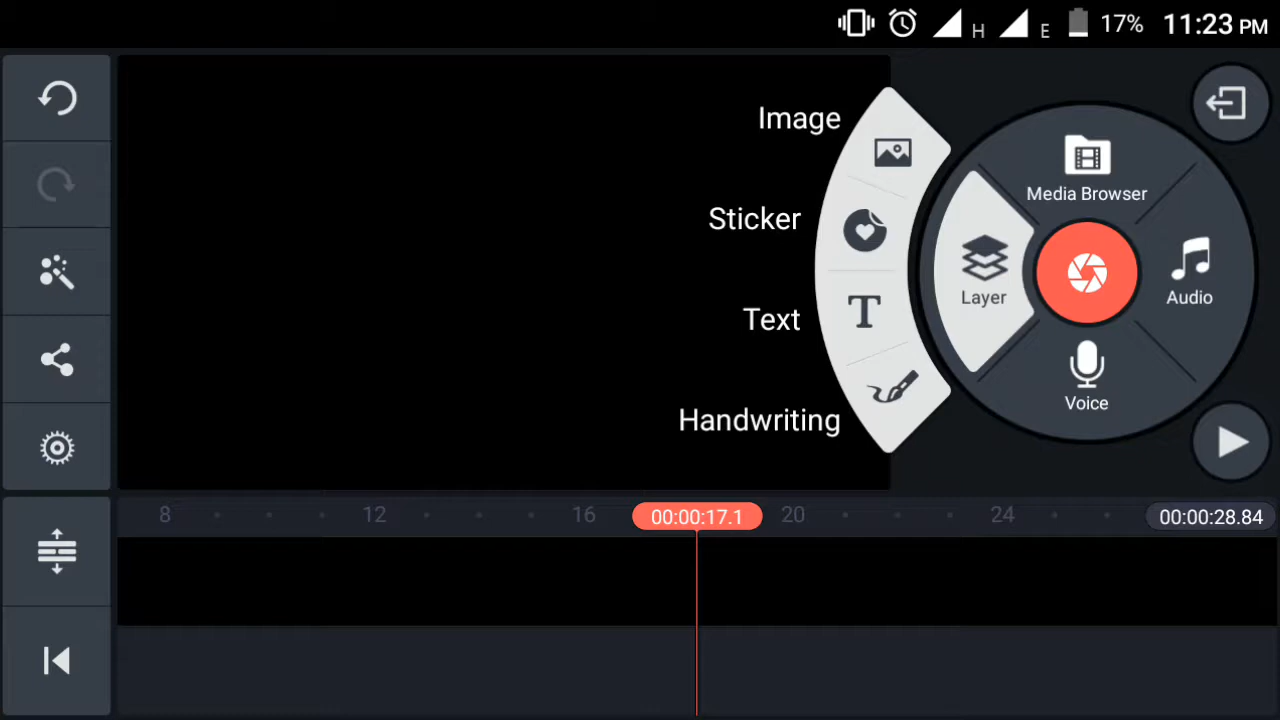 H E 17% 11:23 PM
Image
Sticker
Text
Handwriting
Media Browser
Layer
Audio
Voice
8 12 16 00:00:17.1 20 24 00:00:28.84